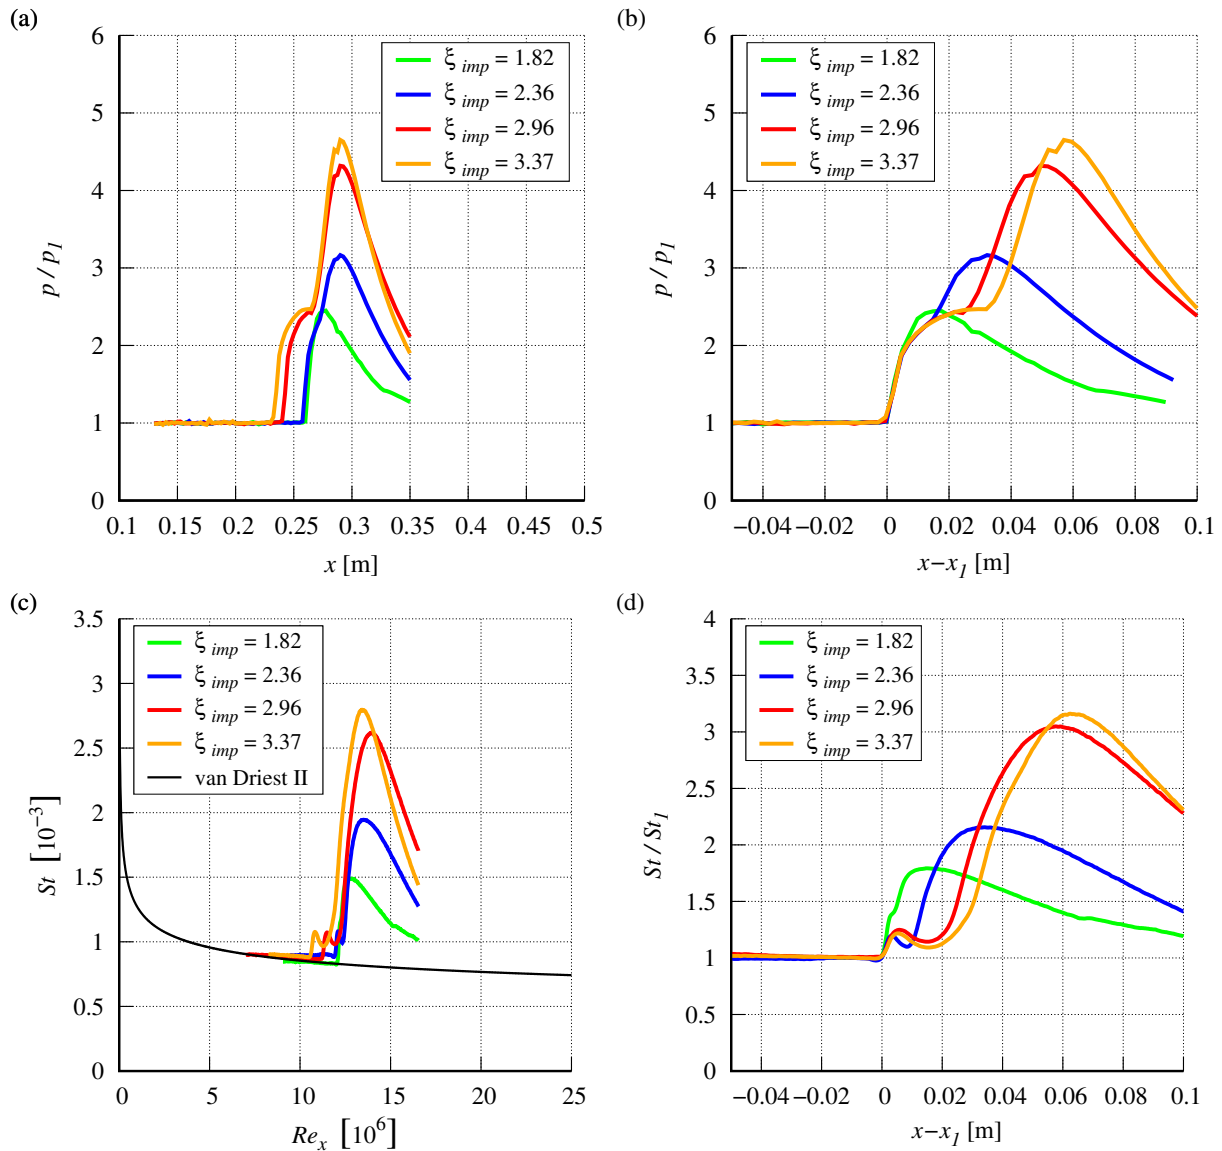 (a)
6
5
4
3
2
1
0
p / p1
ξ imp = 1.82
ξ imp = 2.36
ξ imp = 2.96
ξ imp = 3.37
0.1 0.15 0.2 0.25 0.3 0.35 0.4 0.45 0.5
x [m]
(b)
6
5
4
3
2
1
0
p / p1
ξ imp = 1.82
ξ imp = 2.36
ξ imp = 2.96
ξ imp = 3.37
−0.04 −0.02 0 0.02 0.04 0.06 0.08 0.1
x−x1 [m]
(c)
3.5
3
2.5
2
1.5
1
0.5
0
St [10−3]
ξ imp = 1.82
ξ imp = 2.36
ξ imp = 2.96
ξ imp = 3.37
van Driest II
0 5 10 15 20 25
Rex [106]
(d)
4
3.5
3
2.5
2
1.5
1
0.5
0
St / St1
ξ imp = 1.82
ξ imp = 2.36
ξ imp = 2.96
ξ imp = 3.37
−0.04 −0.02 0 0.02 0.04 0.06 0.08 0.1
x−x1 [m]